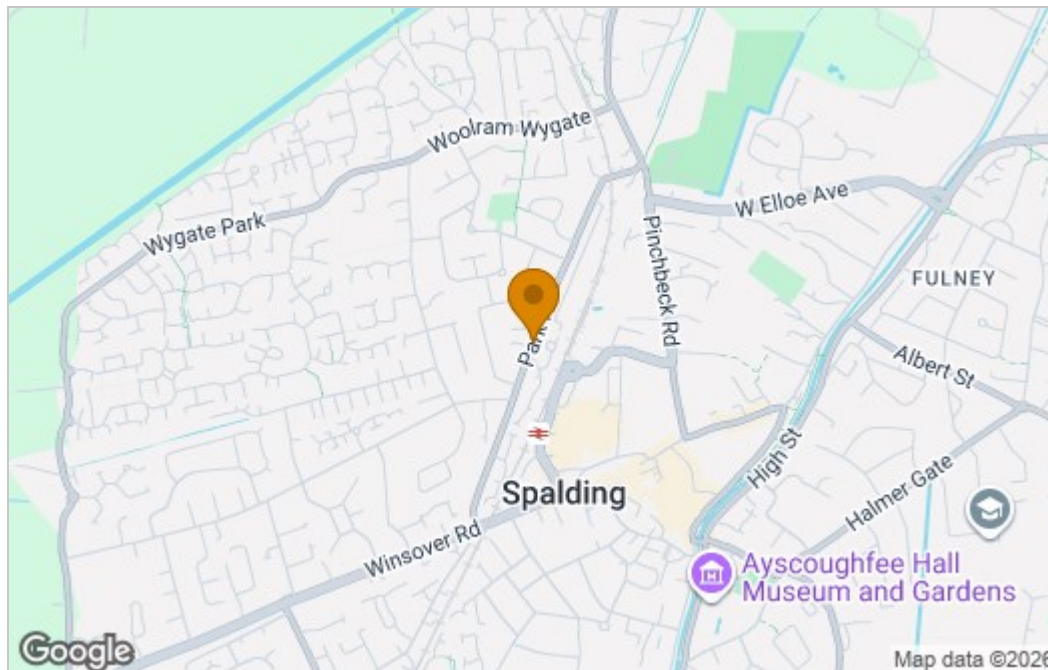 Woolram Wygate
Wygate Park
W Elloe Ave
Pinchbeck Rd
FULNEY
Park
Albert St
High St
Spalding
Halmer Gate
Winsover Rd
Ayscoughfee Hall
Museum and Gardens
Google
Map data ©2026